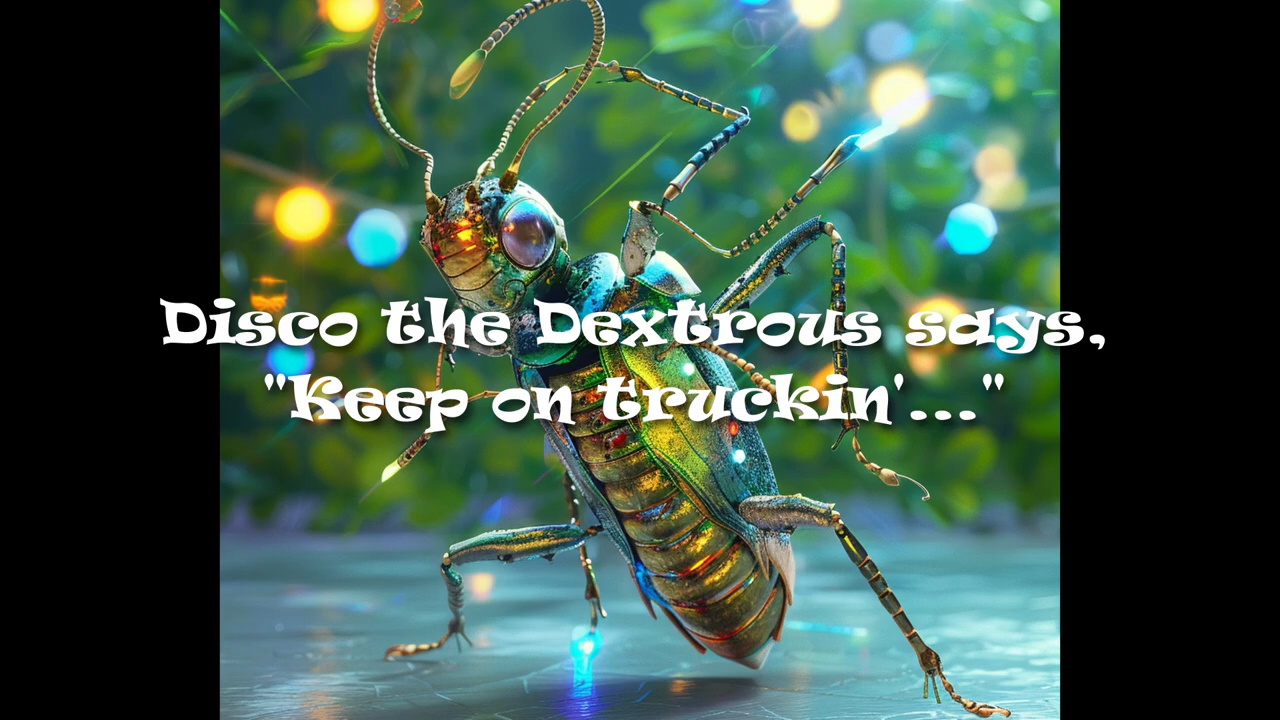 Disco the Dextrous says,
"Keep on truckin'..."